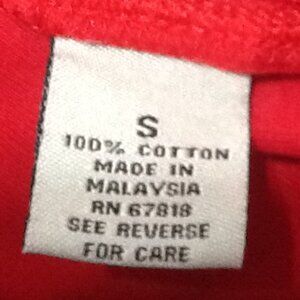 S
100% COTTON
MADE IN
MALAYSIA
RN 67818
SEE REVERSE
FOR CARE